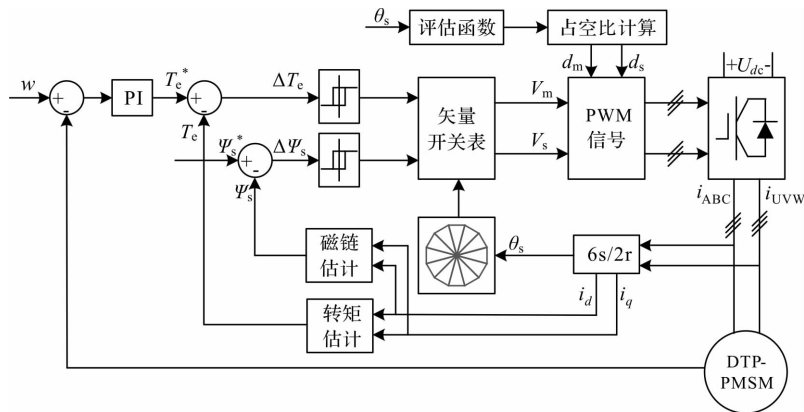 θs
评估函数
占空比计算
dm
ds
+Udc-
w
+
-
PI
Te*
+
-
ΔTe
Te
矢量
开关表
Vm
Vs
PWM
信号
Ψs*
+
-
ΔΨs
Ψs
iABC
iUVW
磁链
估计
θs
6s/2r
id
iq
转矩
估计
DTP-
PMSM